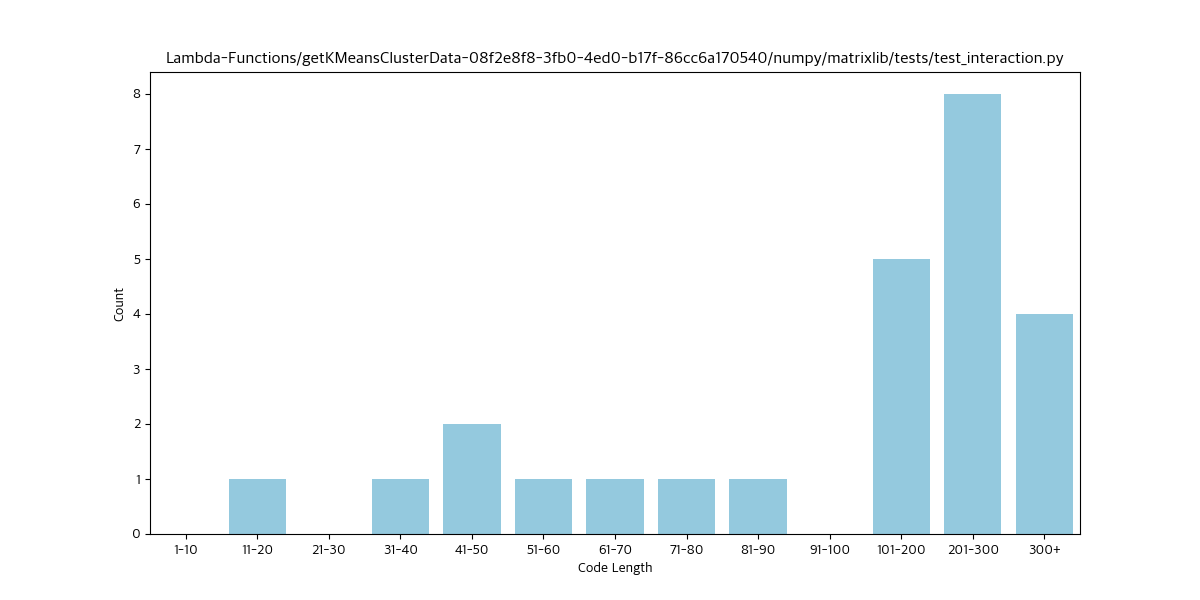 Lambda-Functions/getKMeansClusterData-08f2e8f8-3fb0-4ed0-b17f-86cc6a170540/numpy/matrixlib/tests/test_interaction.py
8
7
6
5
4
3
2
1
0
Count
1-10 11-20 21-30 31-40 41-50 51-60 61-70 71-80 81-90 91-100 101-200 201-300 300+
Code Length